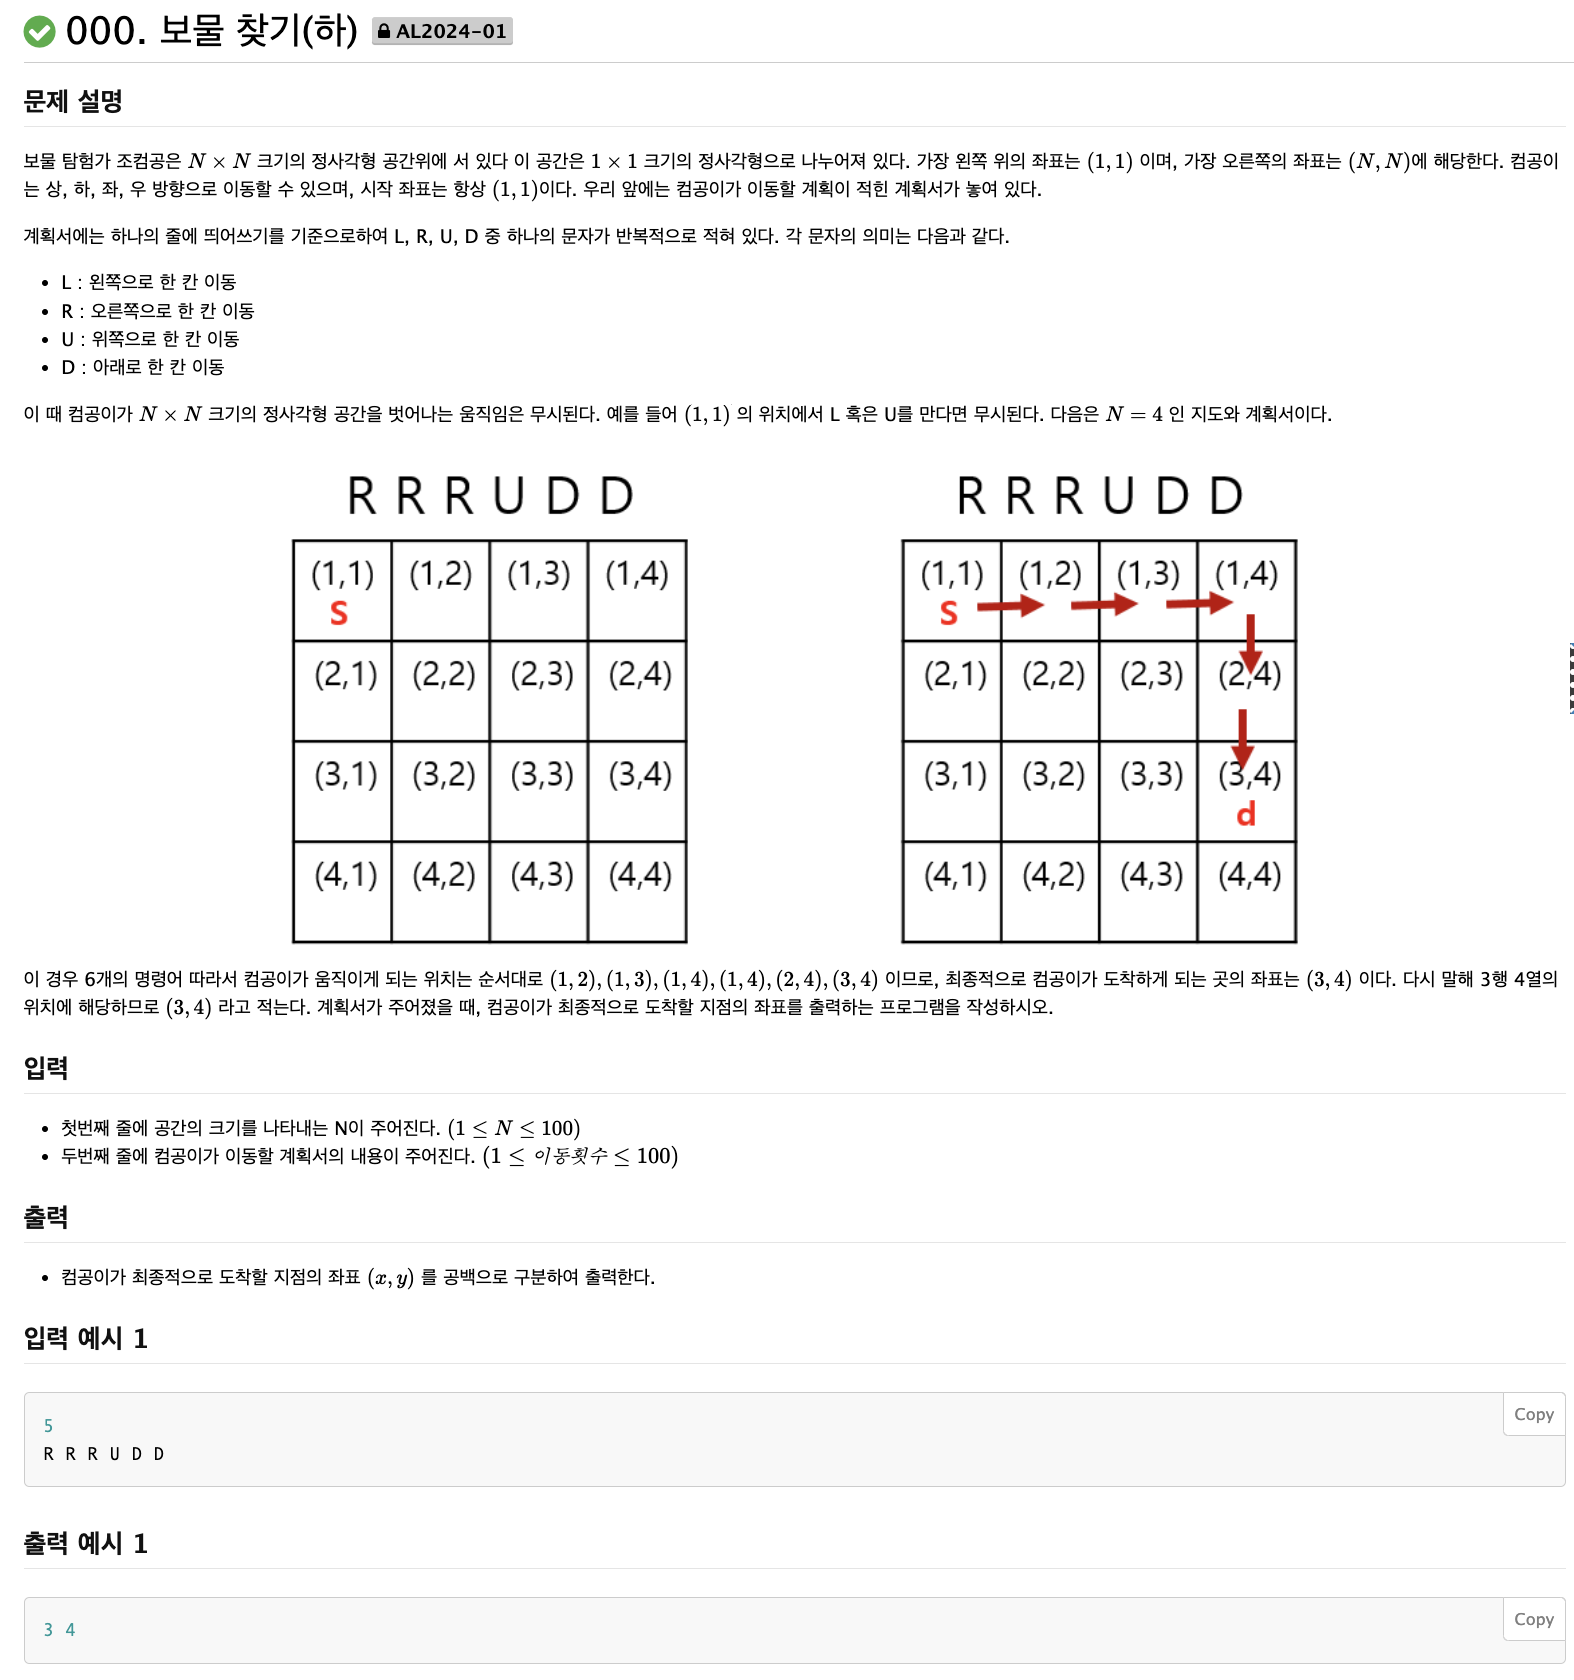 000. 보물 찾기(하) AL2024-01
문제 설명
보물 탐험가 조컴공은 N × N 크기의 정사각형 공간위에 서 있다 이 공간은 1 × 1 크기의 정사각형으로 나누어져 있다. 가장 왼쪽 위의 좌표는 (1, 1) 이며, 가장 오른쪽의 좌표는 (N, N)에 해당한다. 컴공이
는 상, 하, 좌, 우 방향으로 이동할 수 있으며, 시작 좌표는 항상 (1, 1)이다. 우리 앞에는 컴공이가 이동할 계획이 적힌 계획서가 놓여 있다.
계획서에는 하나의 줄에 띄어쓰기를 기준으로하여 L, R, U, D 중 하나의 문자가 반복적으로 적혀 있다. 각 문자의 의미는 다음과 같다.
• L : 왼쪽으로 한 칸 이동
• R : 오른쪽으로 한 칸 이동
• U : 위쪽으로 한 칸 이동
• D : 아래로 한 칸 이동
이 때 컴공이가 N × N 크기의 정사각형 공간을 벗어나는 움직임은 무시된다. 예를 들어 (1, 1) 의 위치에서 L 혹은 U를 만다면 무시된다. 다음은 N = 4 인 지도와 계획서이다.
R R R U D D
(1,1) (1,2) (1,3) (1,4)
S
(2,1) (2,2) (2,3) (2,4)
(3,1) (3,2) (3,3) (3,4)
(4,1) (4,2) (4,3) (4,4)
R R R U D D
(1,1) (1,2) (1,3) (1,4)
S
(2,1) (2,2) (2,3) (2,4)
(3,1) (3,2) (3,3) (3,4)
d
(4,1) (4,2) (4,3) (4,4)
이 경우 6개의 명령어 따라서 컴공이가 움직이게 되는 위치는 순서대로 (1, 2), (1, 3), (1, 4), (1, 4), (2, 4), (3, 4) 이므로, 최종적으로 컴공이가 도착하게 되는 곳의 좌표는 (3, 4) 이다. 다시 말해 3행 4열의
위치에 해당하므로 (3, 4) 라고 적는다. 계획서가 주어졌을 때, 컴공이가 최종적으로 도착할 지점의 좌표를 출력하는 프로그램을 작성하시오.
입력
• 첫번째 줄에 공간의 크기를 나타내는 N이 주어진다. (1 ≤ N ≤ 100)
• 두번째 줄에 컴공이가 이동할 계획서의 내용이 주어진다. (1 ≤ 이동횟수 ≤ 100)
출력
• 컴공이가 최종적으로 도착할 지점의 좌표 (x, y) 를 공백으로 구분하여 출력한다.
입력 예시 1
Copy
5
R R R U D D
출력 예시 1
Copy
3 4